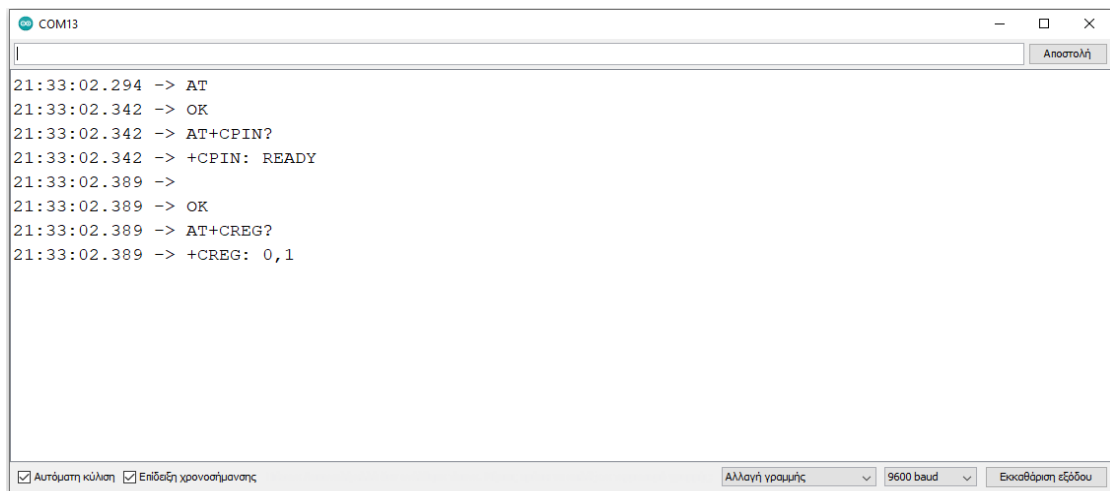 COM13
Αποστολή
21:33:02.294 -> AT
21:33:02.342 -> OK
21:33:02.342 -> AT+CPIN?
21:33:02.342 -> +CPIN: READY
21:33:02.389 ->
21:33:02.389 -> OK
21:33:02.389 -> AT+CREG?
21:33:02.389 -> +CREG: 0,1
Αυτόματη κύλιση Επίδειξη χρονοσήμανσης Αλλαγή γραμμής 9600 baud Εκκαθάριση εξόδου